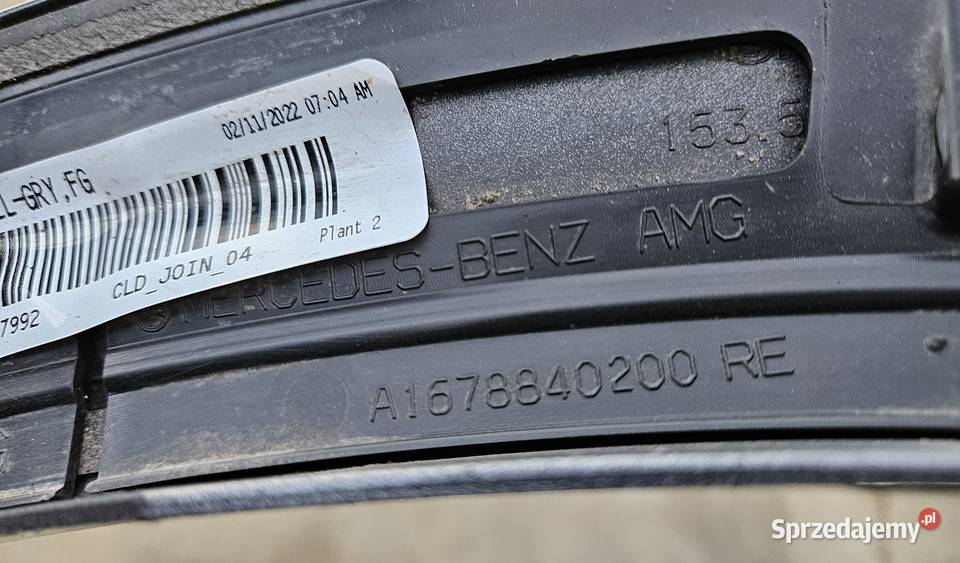 02/11/2022 07:04 AM
LL-GRY,FG
Plant 2
CLD_JOIN_04
7992
153.5
MERCEDES-BENZ AMG
A1678840200 RE
Sprzedajemy.pl